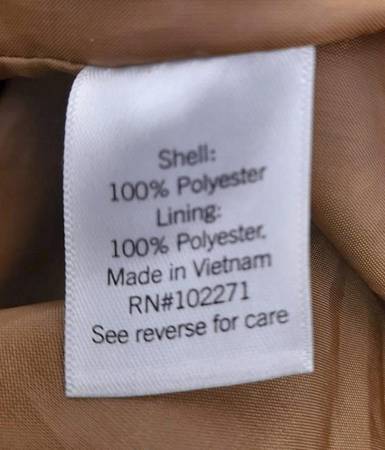 Shell:
100% Polyester
Lining:
100% Polyester.
Made in Vietnam
RN#102271
See reverse for care